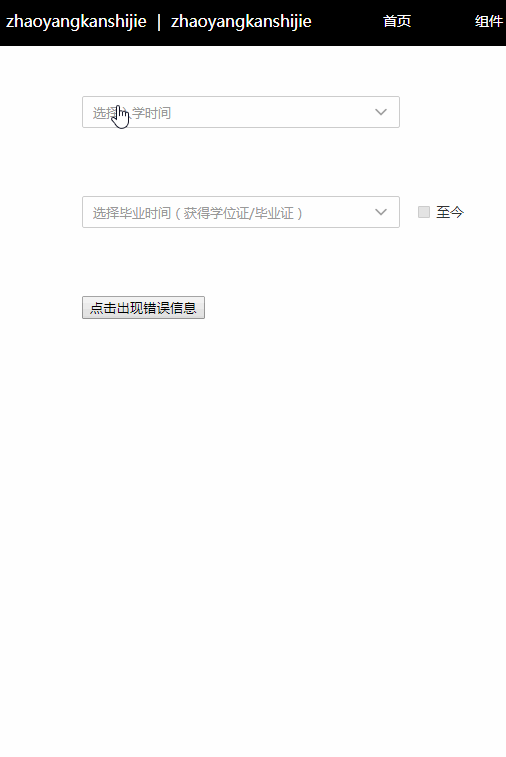 zhaoyangkanshijie | zhaoyangkanshijie 首页 组件
选择入学时间
选择毕业时间（获得学位证/毕业证） 至今
点击出现错误信息